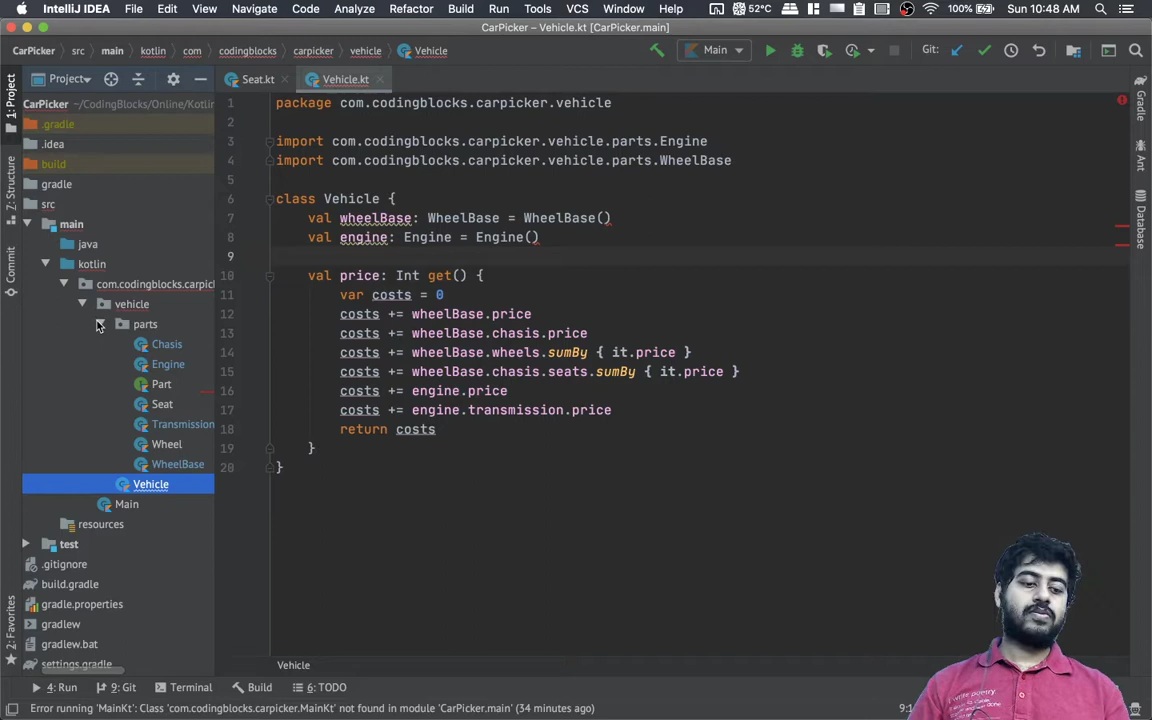 IntelliJ IDEA File Edit View Navigate Code Analyze Refactor Build Run Tools VCS Window Help 52°C 100% Sun 10:48 AM
CarPicker – Vehicle.kt [CarPicker.main]
CarPicker src main kotlin com codingblocks carpicker vehicle Vehicle Main Git:
Project Seat.kt Vehicle.kt
1: Project
Z: Structure
Commit
2: Favorites
Gradle
Ant
Database
CarPicker ~/CodingBlocks/Online/Kotlin
.gradle
.idea
build
gradle
src
main
java
kotlin
com.codingblocks.carpick
vehicle
parts
Chasis
Engine
Part
Seat
Transmission
Wheel
WheelBase
Vehicle
Main
resources
test
.gitignore
build.gradle
gradle.properties
gradlew
gradlew.bat
settings.gradle
1 package com.codingblocks.carpicker.vehicle
2
3 import com.codingblocks.carpicker.vehicle.parts.Engine
4 import com.codingblocks.carpicker.vehicle.parts.WheelBase
5
6 class Vehicle {
7 val wheelBase: WheelBase = WheelBase()
8 val engine: Engine = Engine()
9
10 val price: Int get() {
11 var costs = 0
12 costs += wheelBase.price
13 costs += wheelBase.chasis.price
14 costs += wheelBase.wheels.sumBy { it.price }
15 costs += wheelBase.chasis.seats.sumBy { it.price }
16 costs += engine.price
17 costs += engine.transmission.price
18 return costs
19 }
20 }
Vehicle
4: Run 9: Git Terminal Build 6: TODO
Error running 'MainKt': Class 'com.codingblocks.carpicker.MainKt' not found in module 'CarPicker.main' (34 minutes ago)